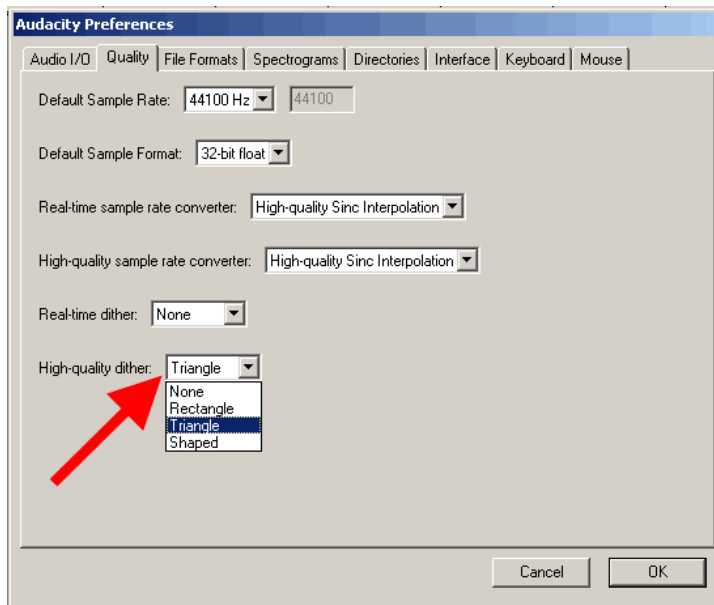 Audacity Preferences
Audio I/O Quality File Formats Spectrograms Directories Interface Keyboard Mouse
Default Sample Rate: 44100 Hz 44100
Default Sample Format: 32-bit float
Real-time sample rate converter: High-quality Sinc Interpolation
High-quality sample rate converter: High-quality Sinc Interpolation
Real-time dither: None
High-quality dither: Triangle
None
Rectangle
Triangle
Shaped
Cancel OK